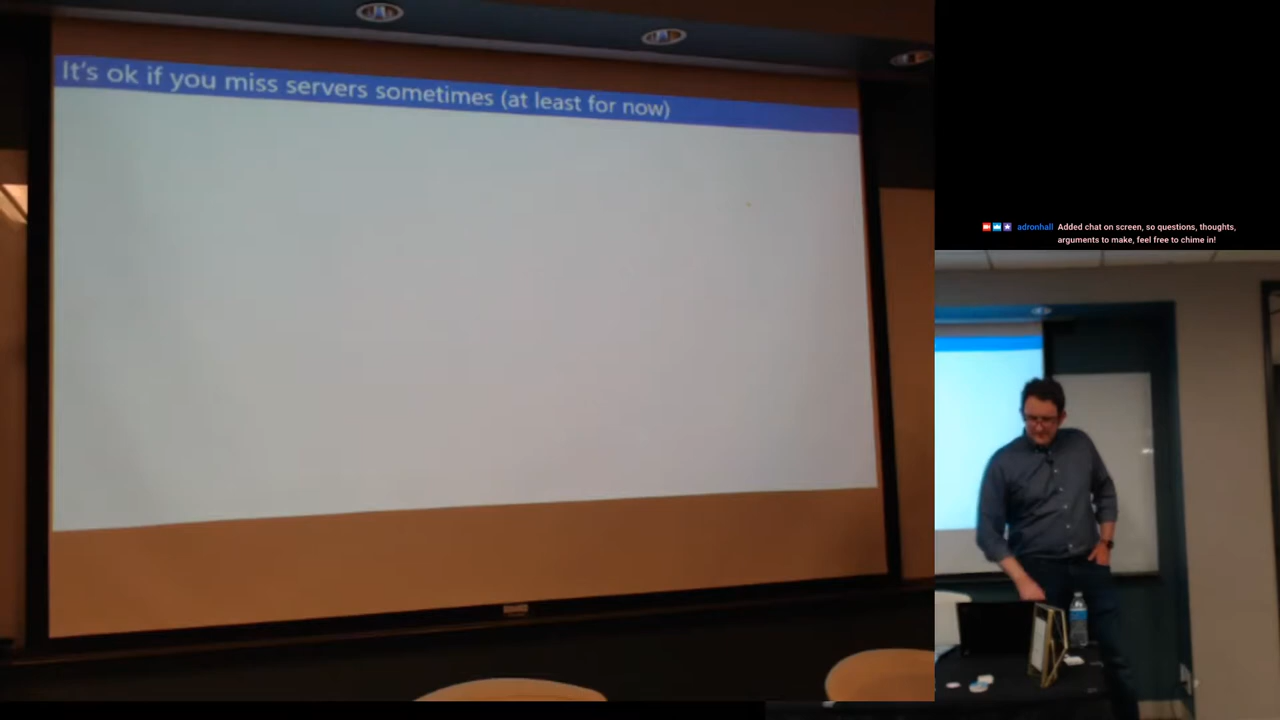 It's ok if you miss servers sometimes (at least for now)
adronhall Added chat on screen, so questions, thoughts,
arguments to make, feel free to chime in!